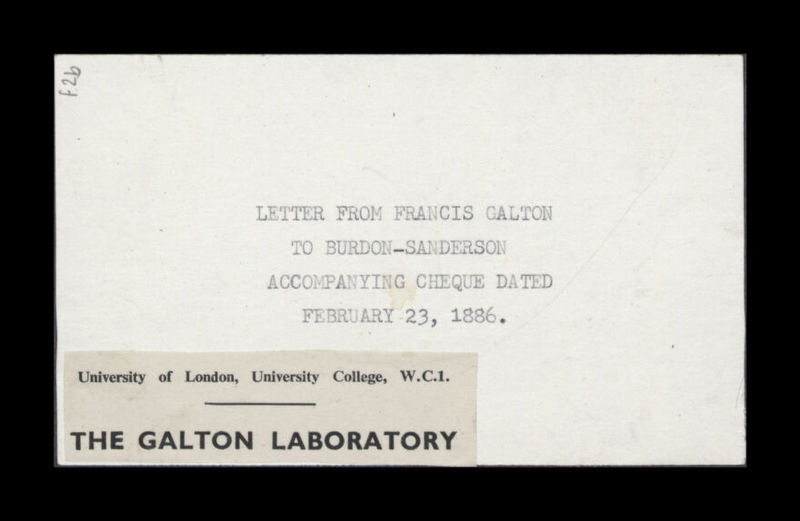 f.2b
LETTER FROM FRANCIS GALTON
TO BURDON-SANDERSON
ACCOMPANYING CHEQUE DATED
FEBRUARY 23, 1886.
University of London, University College, W.C.1.
THE GALTON LABORATORY